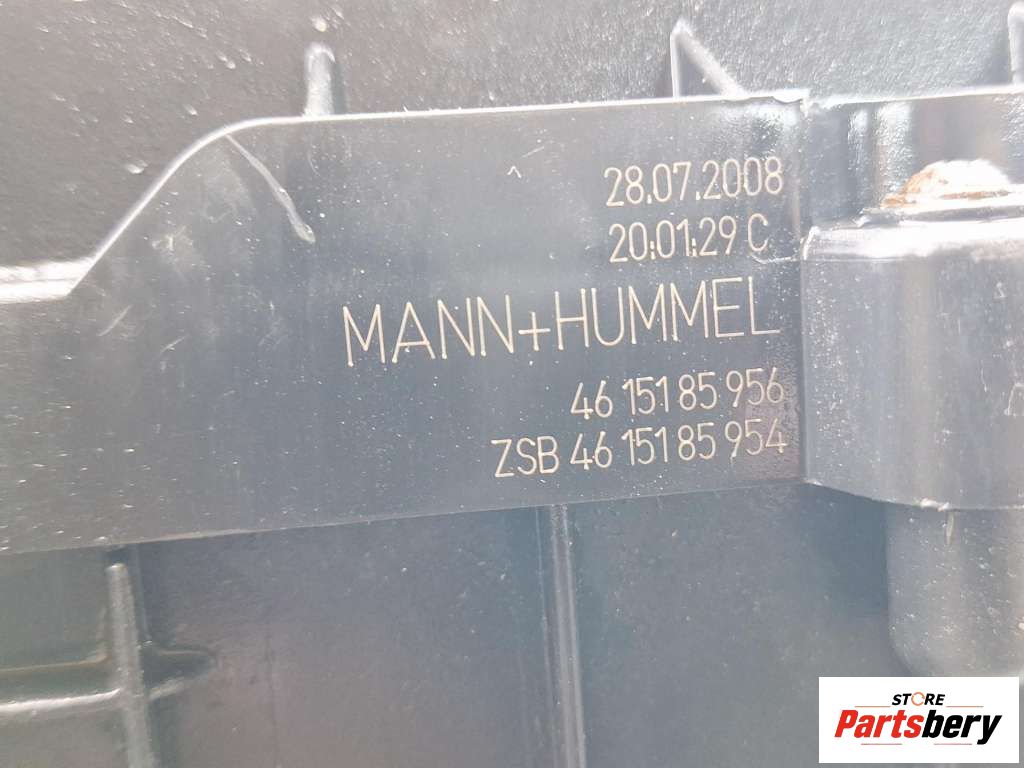 28.07.2008
20:01:29 C
MANN+HUMMEL
46 151 85 956
ZSB 46 151 85 954
STORE
Partsbery